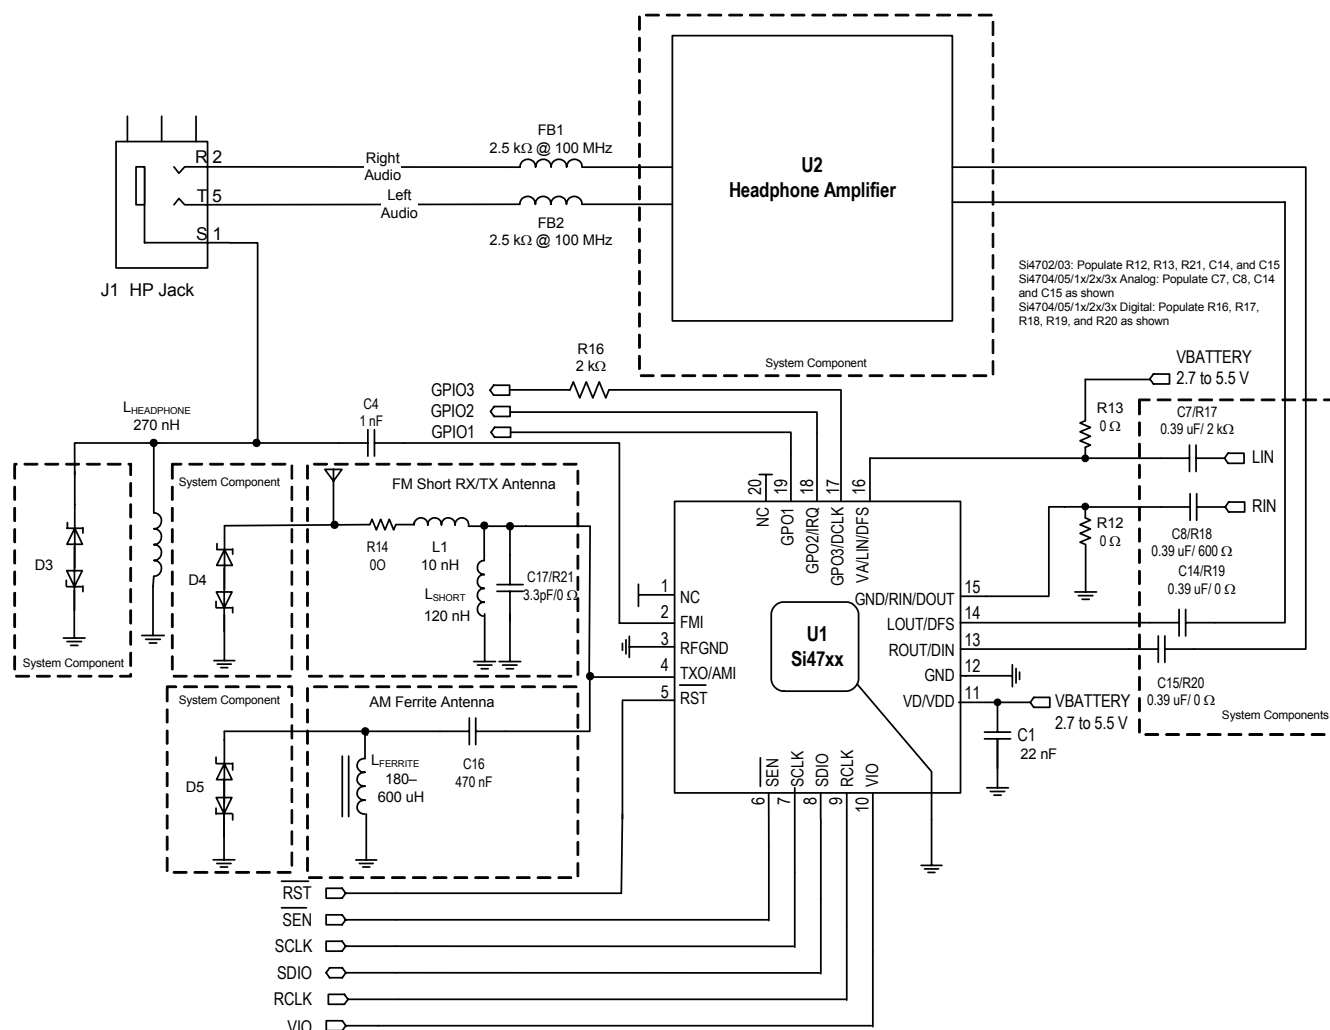 FB1
2.5 kΩ @ 100 MHz
U2
Headphone Amplifier
R 2
Right
Audio
T 5
Left
Audio
FB2
2.5 kΩ @ 100 MHz
S 1
J1 HP Jack
Si4702/03: Populate R12, R13, R21, C14, and C15
Si4704/05/1x/2x/3x Analog: Populate C7, C8, C14
and C15 as shown
Si4704/05/1x/2x/3x Digital: Populate R16, R17,
R18, R19, and R20 as shown
System Component
R16
2 kΩ
VBATTERY
2.7 to 5.5 V
GPIO3
GPIO2
GPIO1
LHEADPHONE
270 nH
C4
1 nF
R13
0 Ω
C7/R17
0.39 uF/ 2 kΩ
LIN
System Component
FM Short RX/TX Antenna
20
19
18
17
16
NC
GPO1
GPO2/IRQ
GPO3/DCLK
VA/LIN/DFS
RIN
R12
0 Ω
C8/R18
0.39 uF/ 600 Ω
C14/R19
0.39 uF/ 0 Ω
D3
D4
R14
0O
L1
10 nH
LSHORT
120 nH
C17/R21
3.3pF/0 Ω
System Component
1
NC
2
FMI
3
RFGND
4
TXO/AMI
5
RST
U1
Si47xx
GND/RIN/DOUT
15
LOUT/DFS
14
ROUT/DIN
13
GND
12
VD/VDD
11
C15/R20
0.39 uF/ 0 Ω
VBATTERY
2.7 to 5.5 V
System Components
C1
22 nF
System Component
AM Ferrite Antenna
D5
LFERRITE
180–
600 uH
C16
470 nF
SEN
SCLK
SDIO
RCLK
VIO
6
7
8
9
10
RST
SEN
SCLK
SDIO
RCLK
VIO